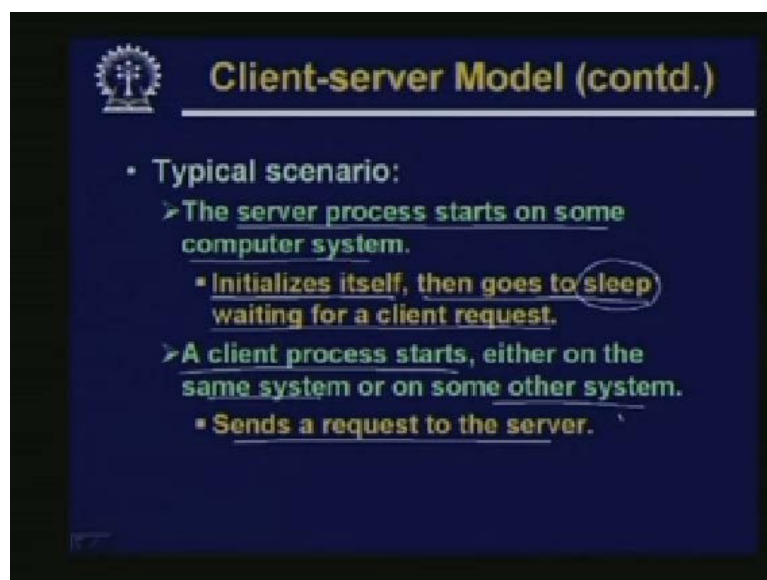 Client-server Model (contd.)
• Typical scenario:
➢The server process starts on some
computer system.
▪ Initializes itself, then goes to sleep
waiting for a client request.
➢A client process starts, either on the
same system or on some other system.
▪ Sends a request to the server.